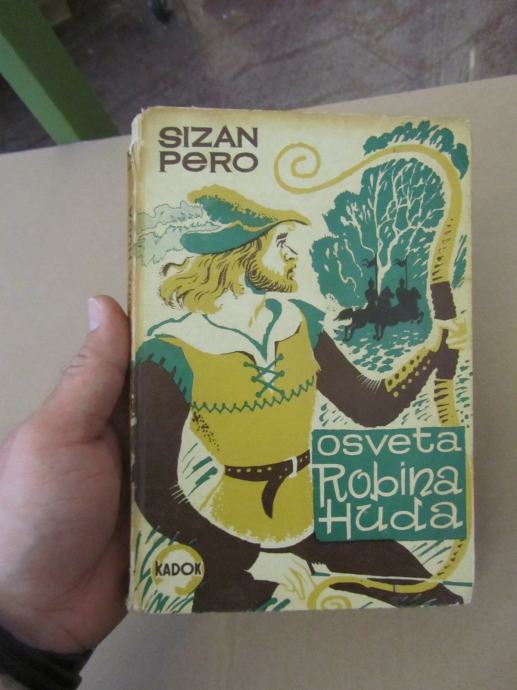 SIZAN
PERO
osveta
Robina
Huda
KADOK